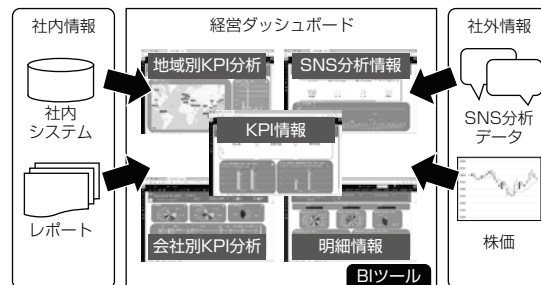 社内情報
経営ダッシュボード
社外情報
地域別KPI分析
SNS分析情報
社内
システム
KPI情報
SNS分析
データ
レポート
会社別KPI分析
明細情報
株価
BIツール